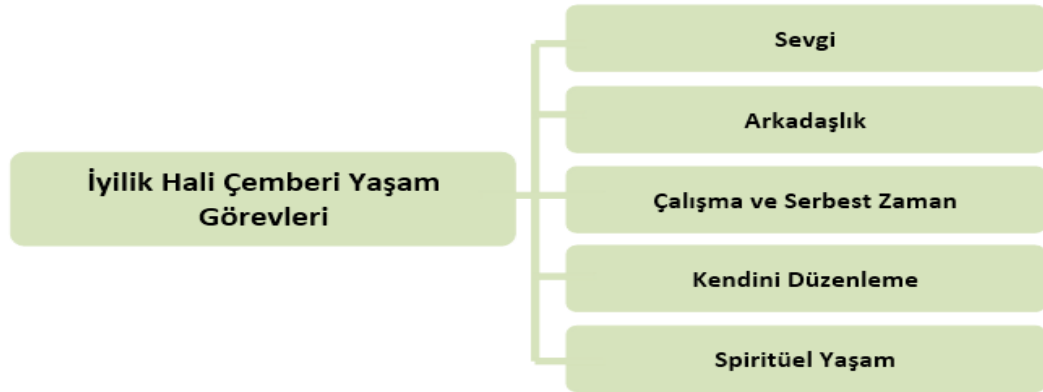 İyilik Hali Çemberi Yaşam
Görevleri
Sevgi
Arkadaşlık
Çalışma ve Serbest Zaman
Kendini Düzenleme
Spiritüel Yaşam